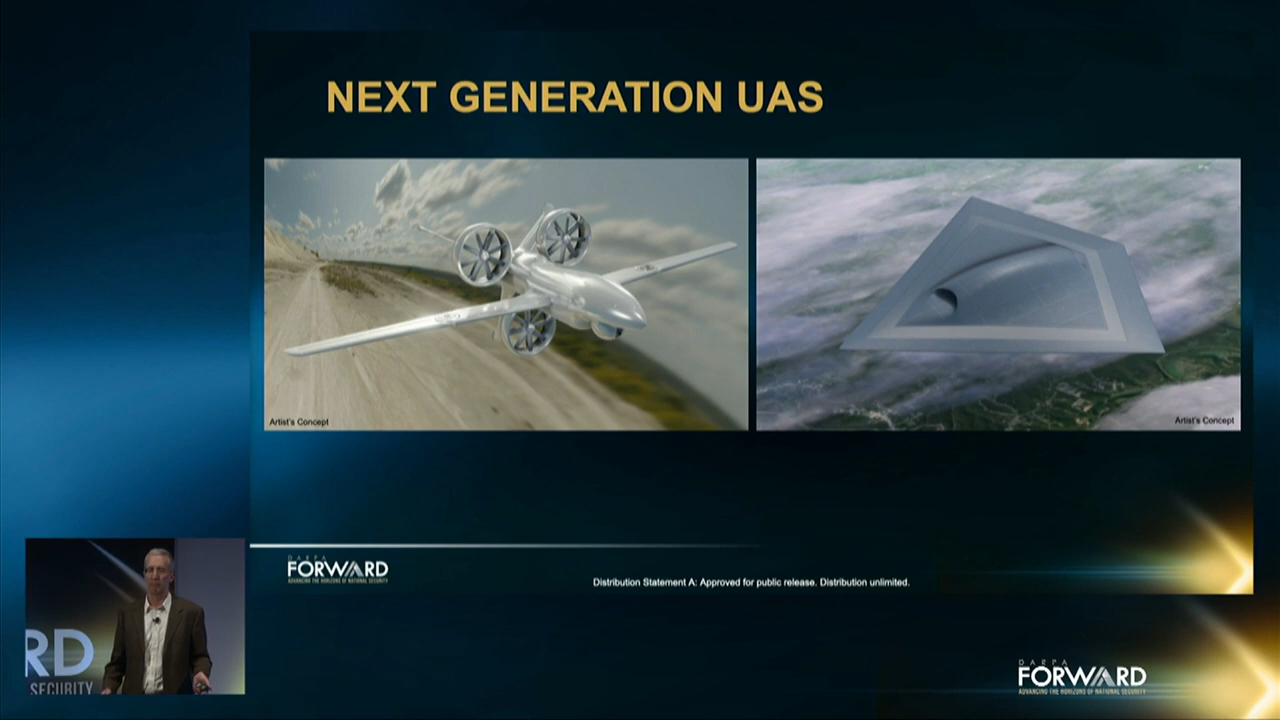 NEXT GENERATION UAS
Artist's Concept
Artist's Concept
DARPA
FORWARD
ADVANCING THE HORIZONS OF NATIONAL SECURITY
Distribution Statement A: Approved for public release. Distribution unlimited.
RD
SECURITY
DARPA
FORWARD
ADVANCING THE HORIZONS OF NATIONAL SECURITY